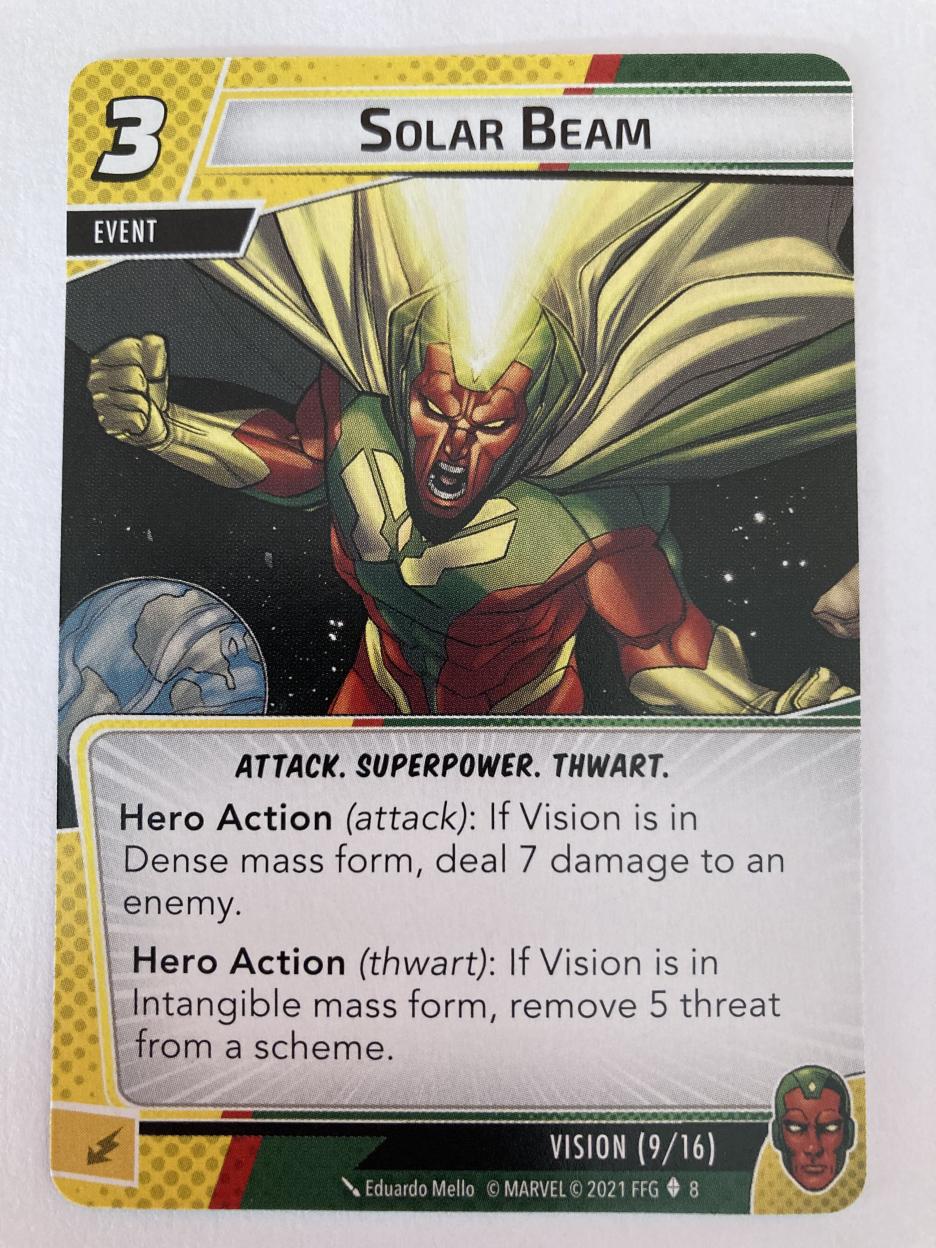 3
SOLAR BEAM
EVENT
ATTACK. SUPERPOWER. THWART.
Hero Action (attack): If Vision is in
Dense mass form, deal 7 damage to an
enemy.
Hero Action (thwart): If Vision is in
Intangible mass form, remove 5 threat
from a scheme.
VISION (9/16)
Eduardo Mello © MARVEL © 2021 FFG 8